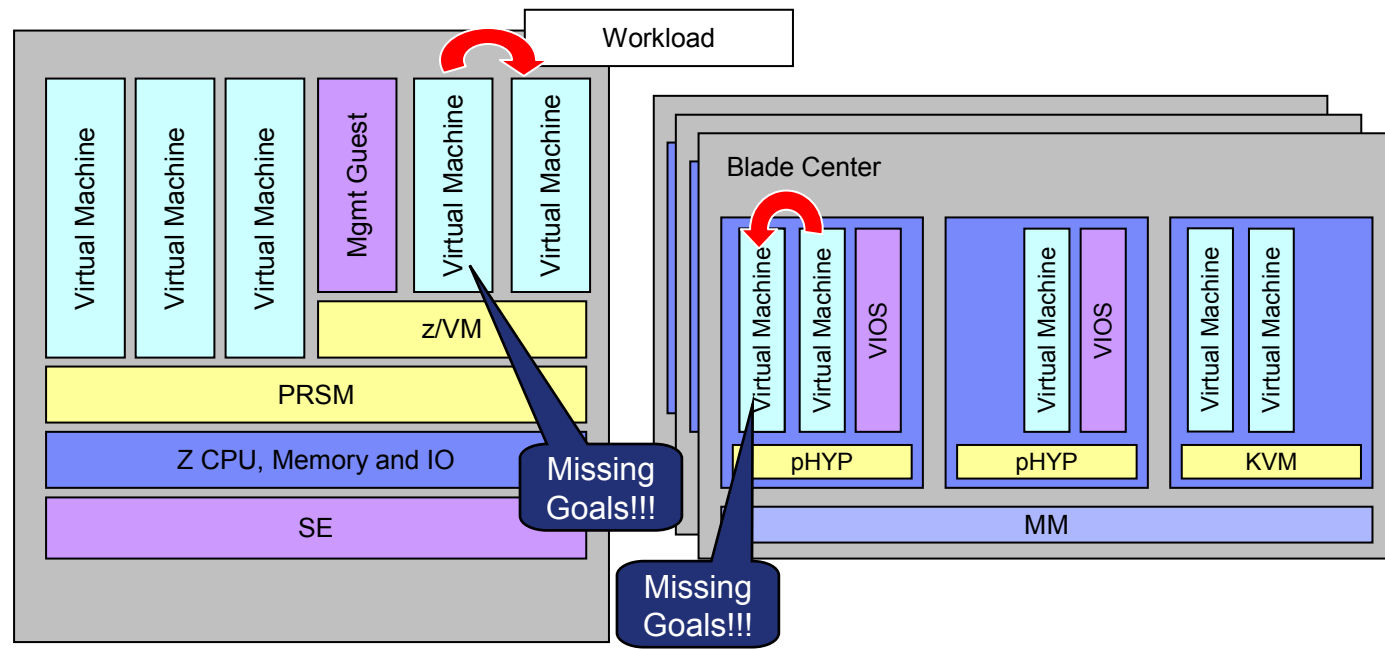 Workload
Virtual Machine
Virtual Machine
Virtual Machine
Mgmt Guest
Virtual Machine
Virtual Machine
z/VM
PRSM
Z CPU, Memory and IO
SE
Missing
Goals!!!
Blade Center
Virtual Machine
Virtual Machine
VIOS
pHYP
Virtual Machine
VIOS
pHYP
Virtual Machine
Virtual Machine
KVM
MM
Missing
Goals!!!